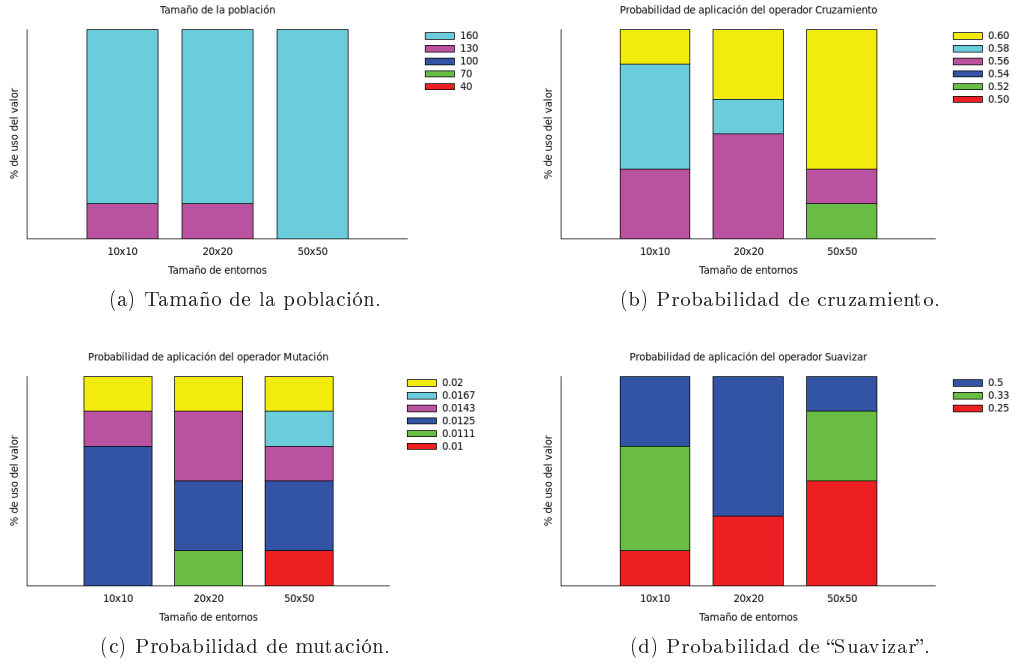 Tamaño de la población
160
130
100
70
40
% de uso del valor
10x10
20x20
50x50
Tamaño de entornos
(a) Tamaño de la población.
Probabilidad de aplicación del operador Cruzamiento
0.60
0.58
0.56
0.54
0.52
0.50
% de uso del valor
10x10
20x20
50x50
Tamaño de entornos
(b) Probabilidad de cruzamiento.
Probabilidad de aplicación del operador Mutación
0.02
0.0167
0.0143
0.0125
0.0111
0.01
% de uso del valor
10x10
20x20
50x50
Tamaño de entornos
(c) Probabilidad de mutación.
Probabilidad de aplicación del operador Suavizar
0.5
0.33
0.25
% de uso del valor
10x10
20x20
50x50
Tamaño de entornos
(d) Probabilidad de “Suavizar”.